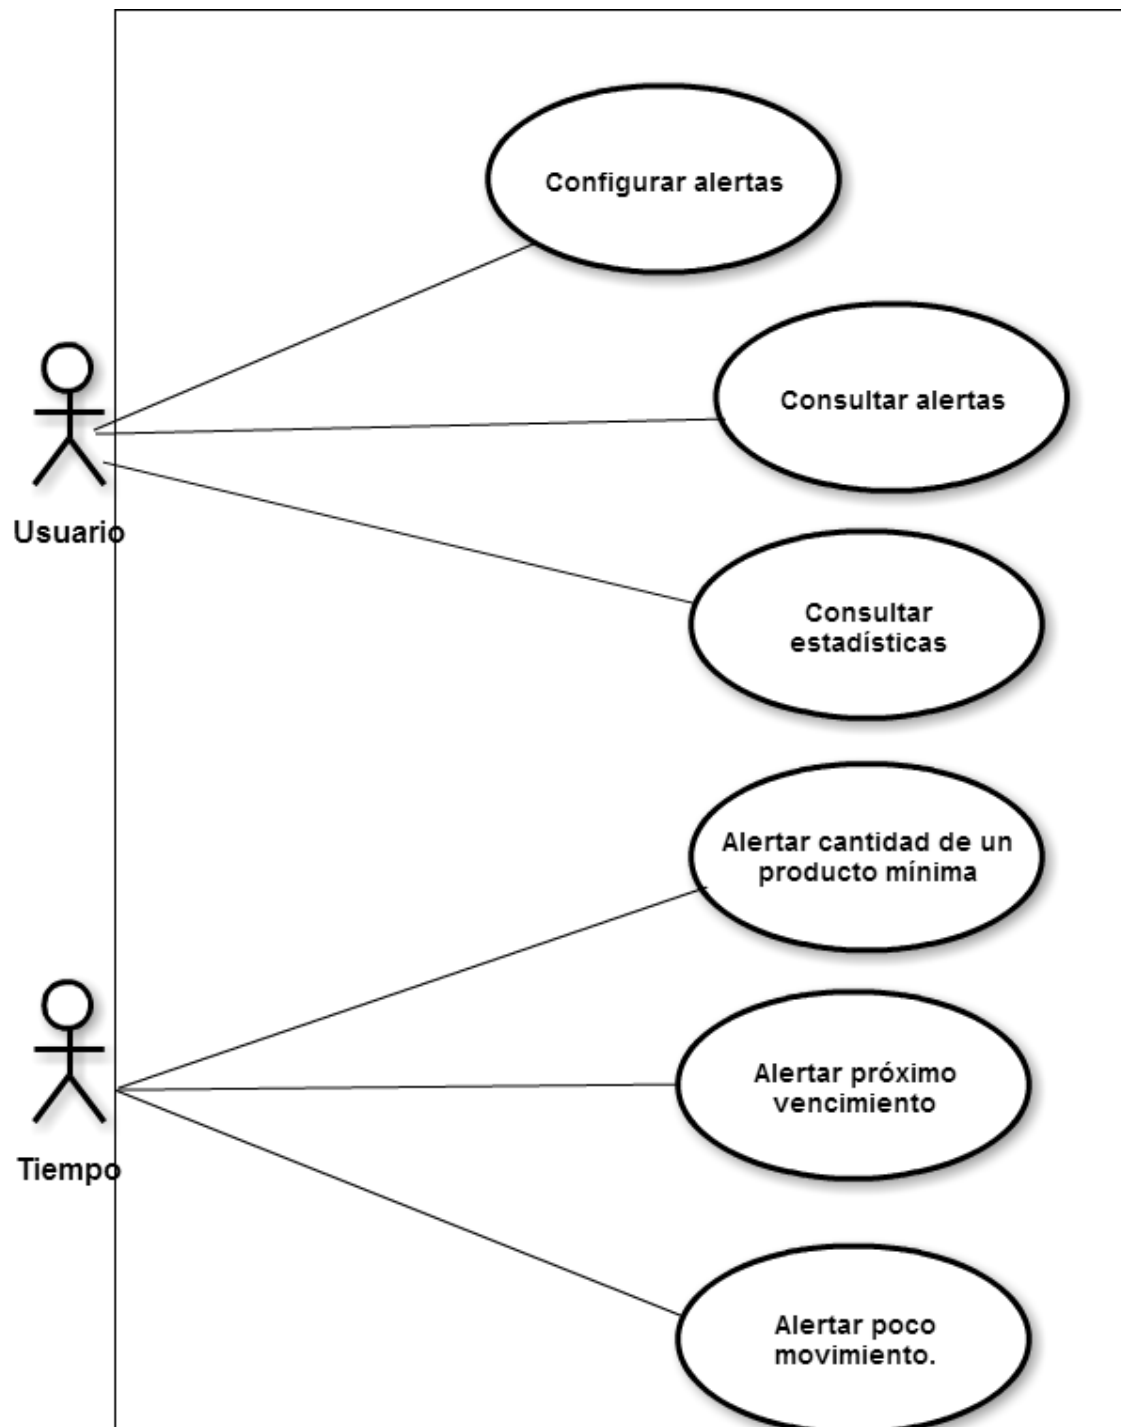 Configurar alertas
Consultar alertas
Usuario
Consultar
estadísticas
Alertar cantidad de un
producto mínima
Alertar próximo
vencimiento
Tiempo
Alertar poco
movimiento.